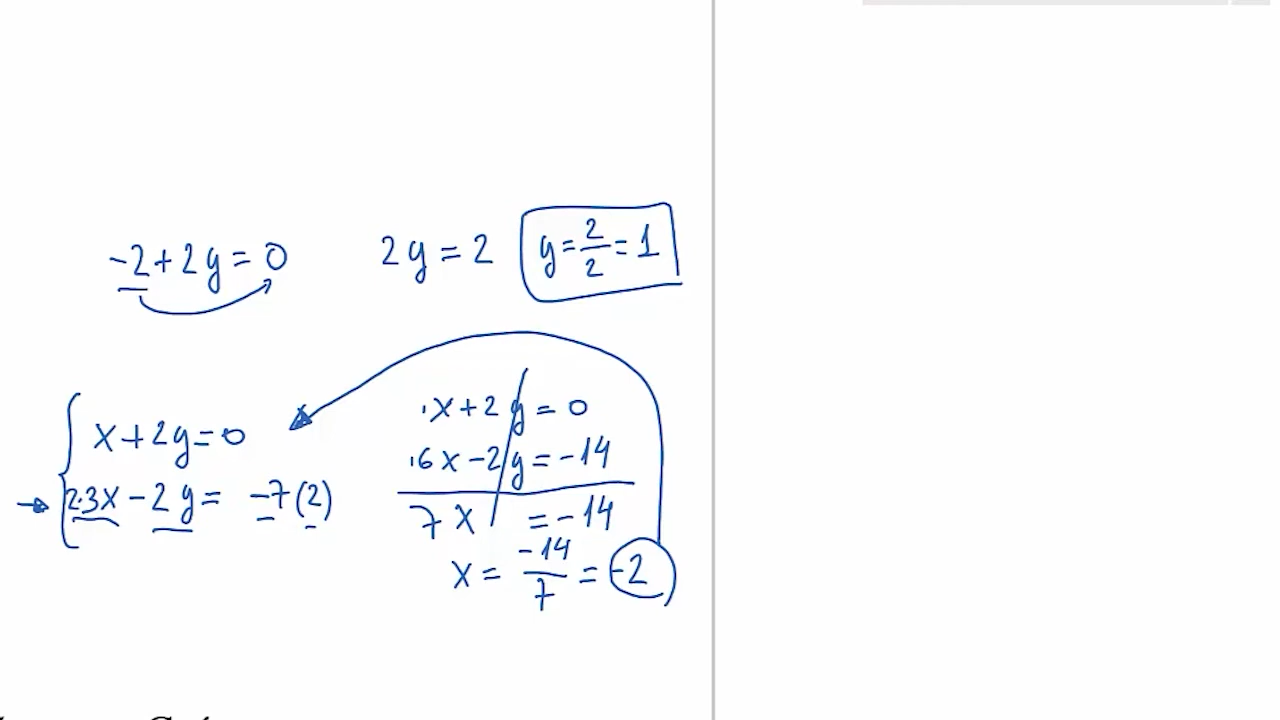 -2+2y=0 2y=2 y=2/2=1
x+2y=0
2·3x-2y= -7(2)
·x+2y=0
·6x-2y=-14
7x =-14
x=-14/7=-2